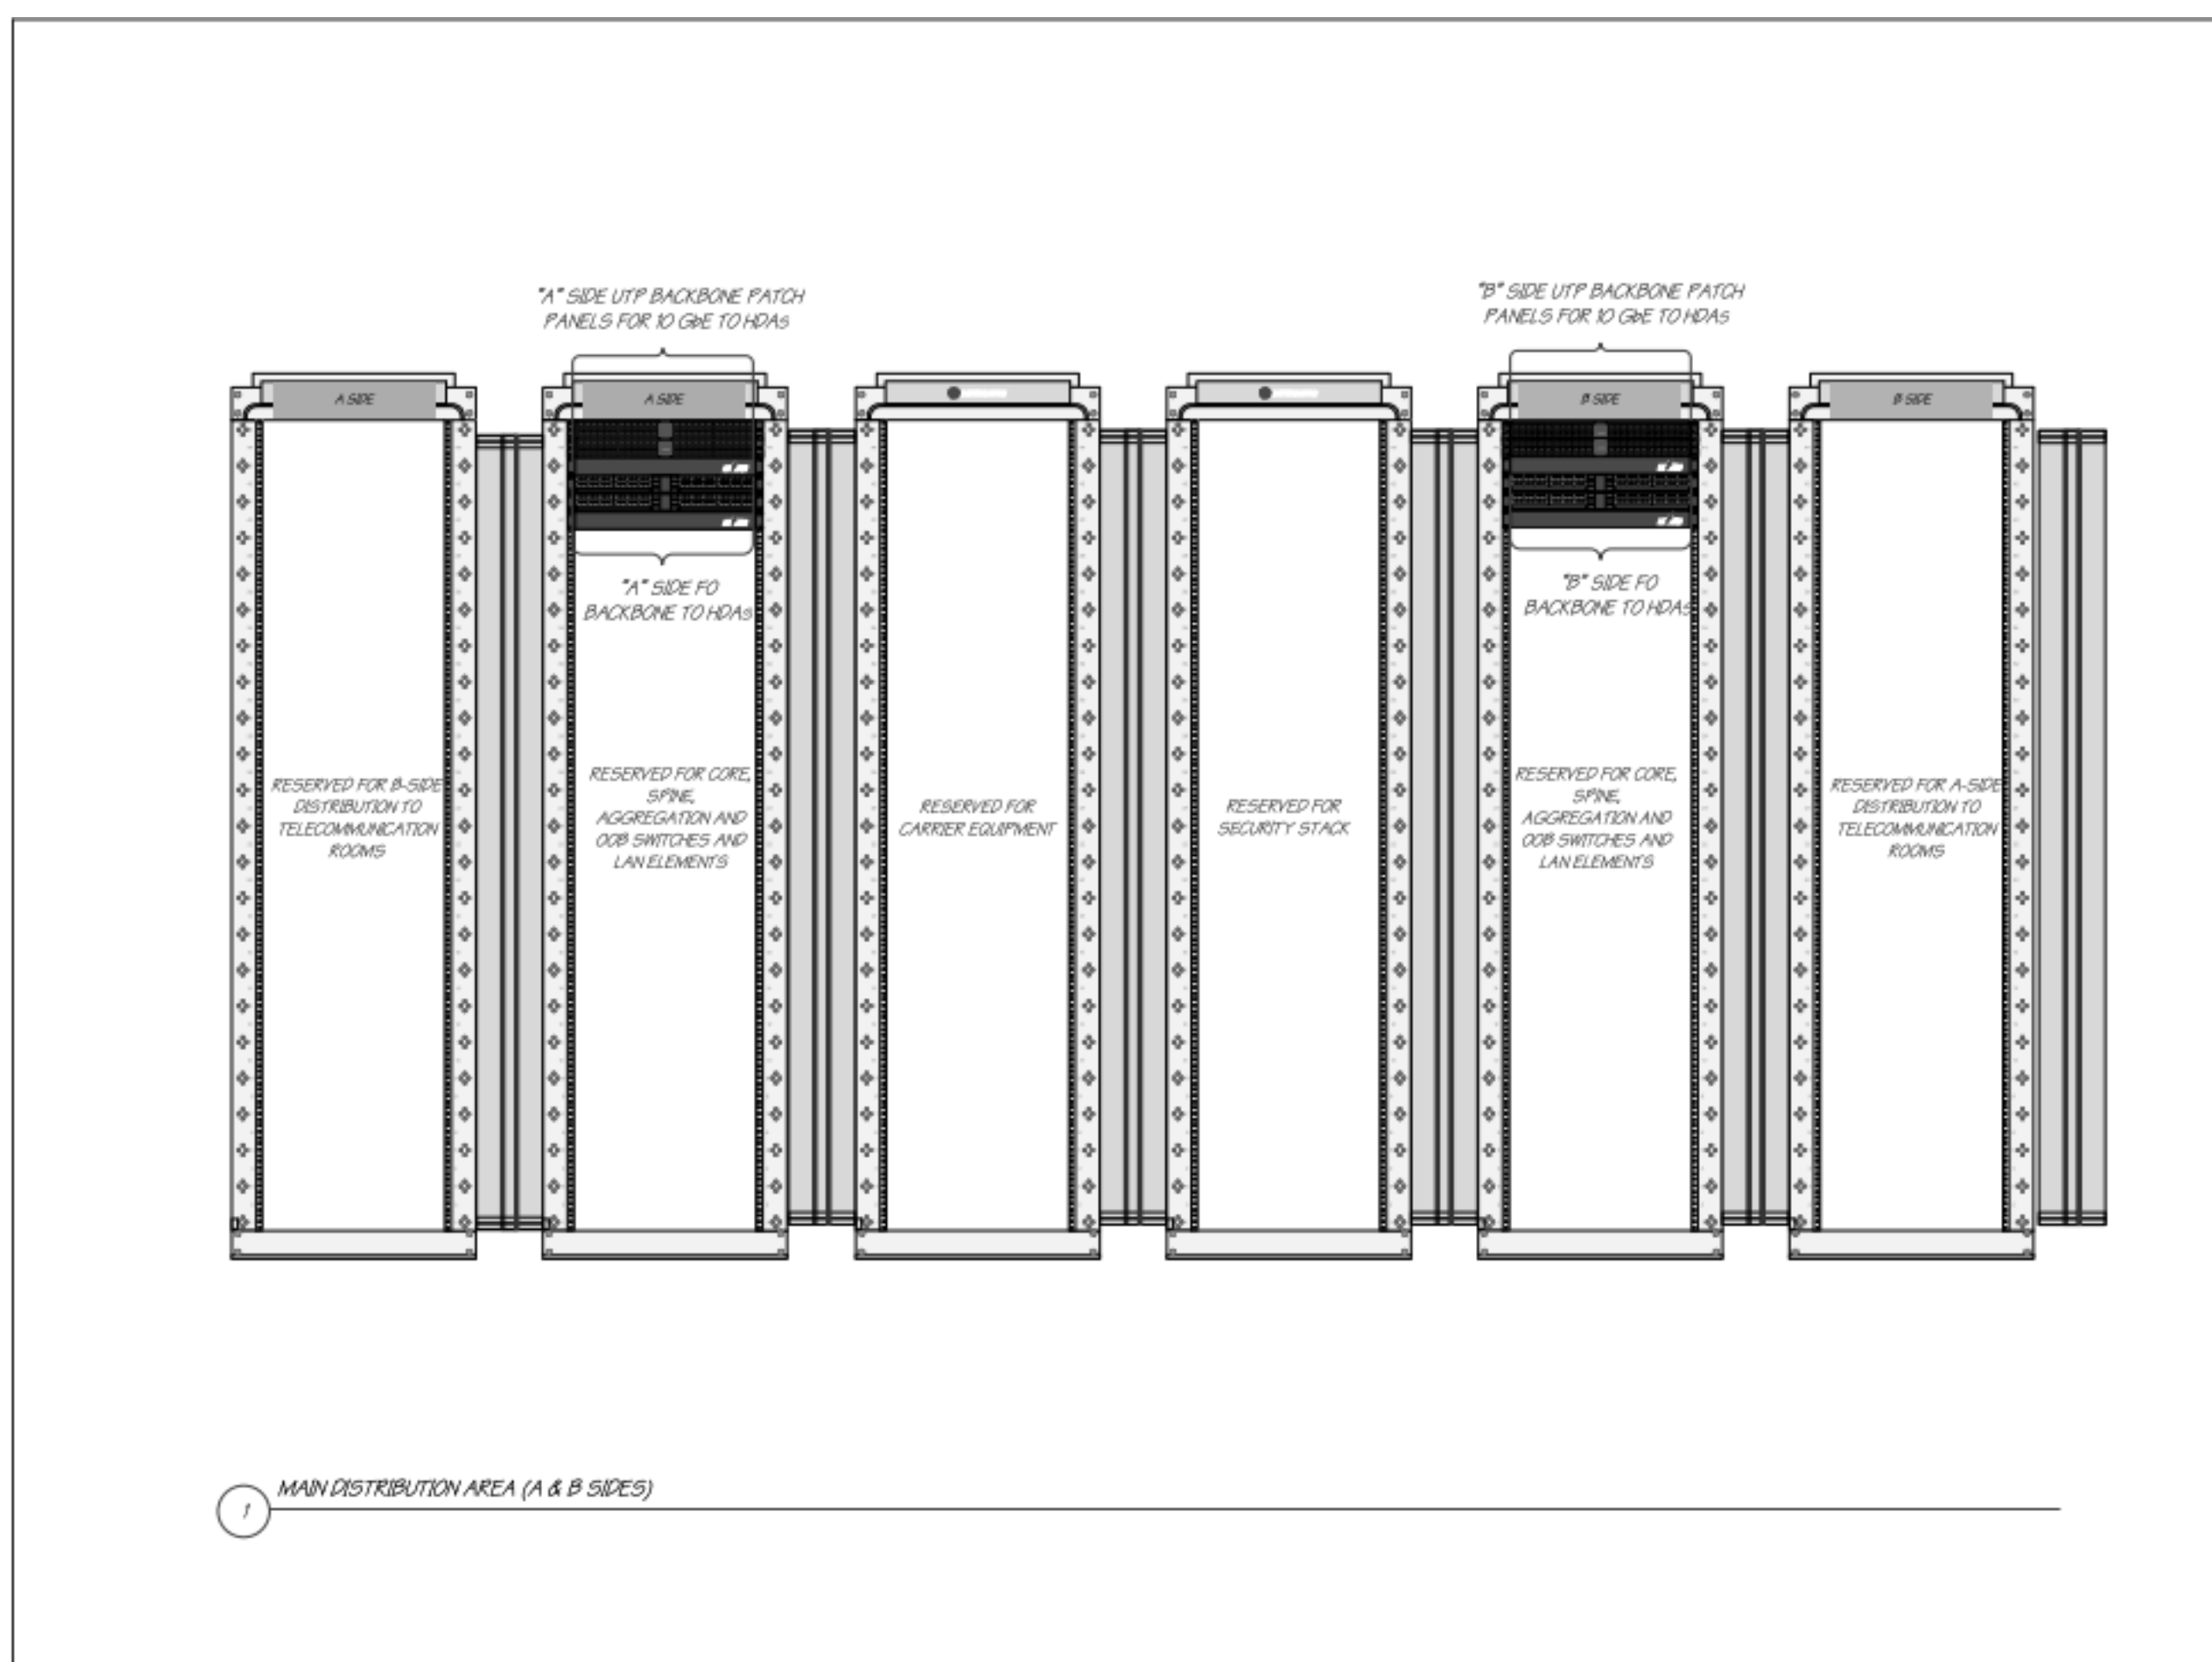 "A" SIDE UTP BACKBONE PATCH
PANELS FOR 10 GbE TO HDAs
"B" SIDE UTP BACKBONE PATCH
PANELS FOR 10 GbE TO HDAs
A SIDE
A SIDE
B SIDE
B SIDE
"A" SIDE FO
BACKBONE TO HDAs
"B" SIDE FO
BACKBONE TO HDAs
RESERVED FOR B-SIDE
DISTRIBUTION TO
TELECOMMUNICATION
ROOMS
RESERVED FOR CORE,
SPINE,
AGGREGATION AND
OOB SWITCHES AND
LAN ELEMENTS
RESERVED FOR
CARRIER EQUIPMENT
RESERVED FOR
SECURITY STACK
RESERVED FOR CORE,
SPINE,
AGGREGATION AND
OOB SWITCHES AND
LAN ELEMENTS
RESERVED FOR A-SIDE
DISTRIBUTION TO
TELECOMMUNICATION
ROOMS
1
MAIN DISTRIBUTION AREA (A & B SIDES)